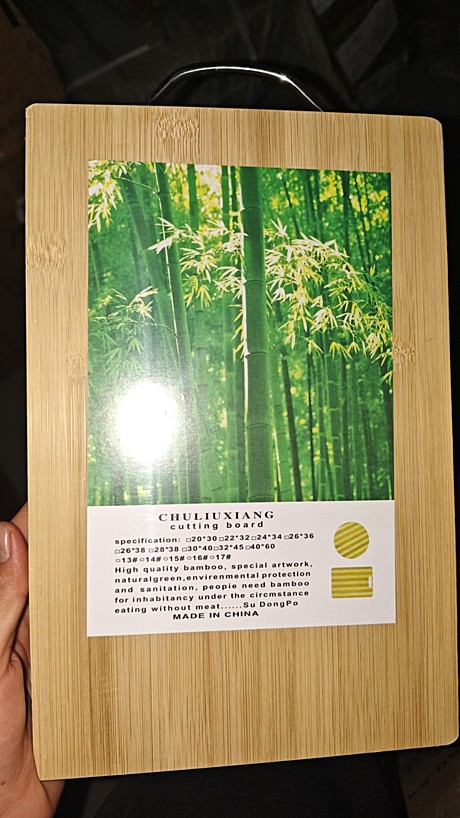 CHULIUXIANG
cutting board
specification: □20*30 □22*32 □24*34 □26*36
□26*38 □28*38 □30*40 □32*45 □40*60
○13# ○14# ○15# ○16# ○17#
High quality bamboo, special artwork,
naturalgreen,envirenmental protection
and sanitation, peopie need bamboo
for inhabitancy under the circmstance
eating without meat......Su DongPo
MADE IN CHINA